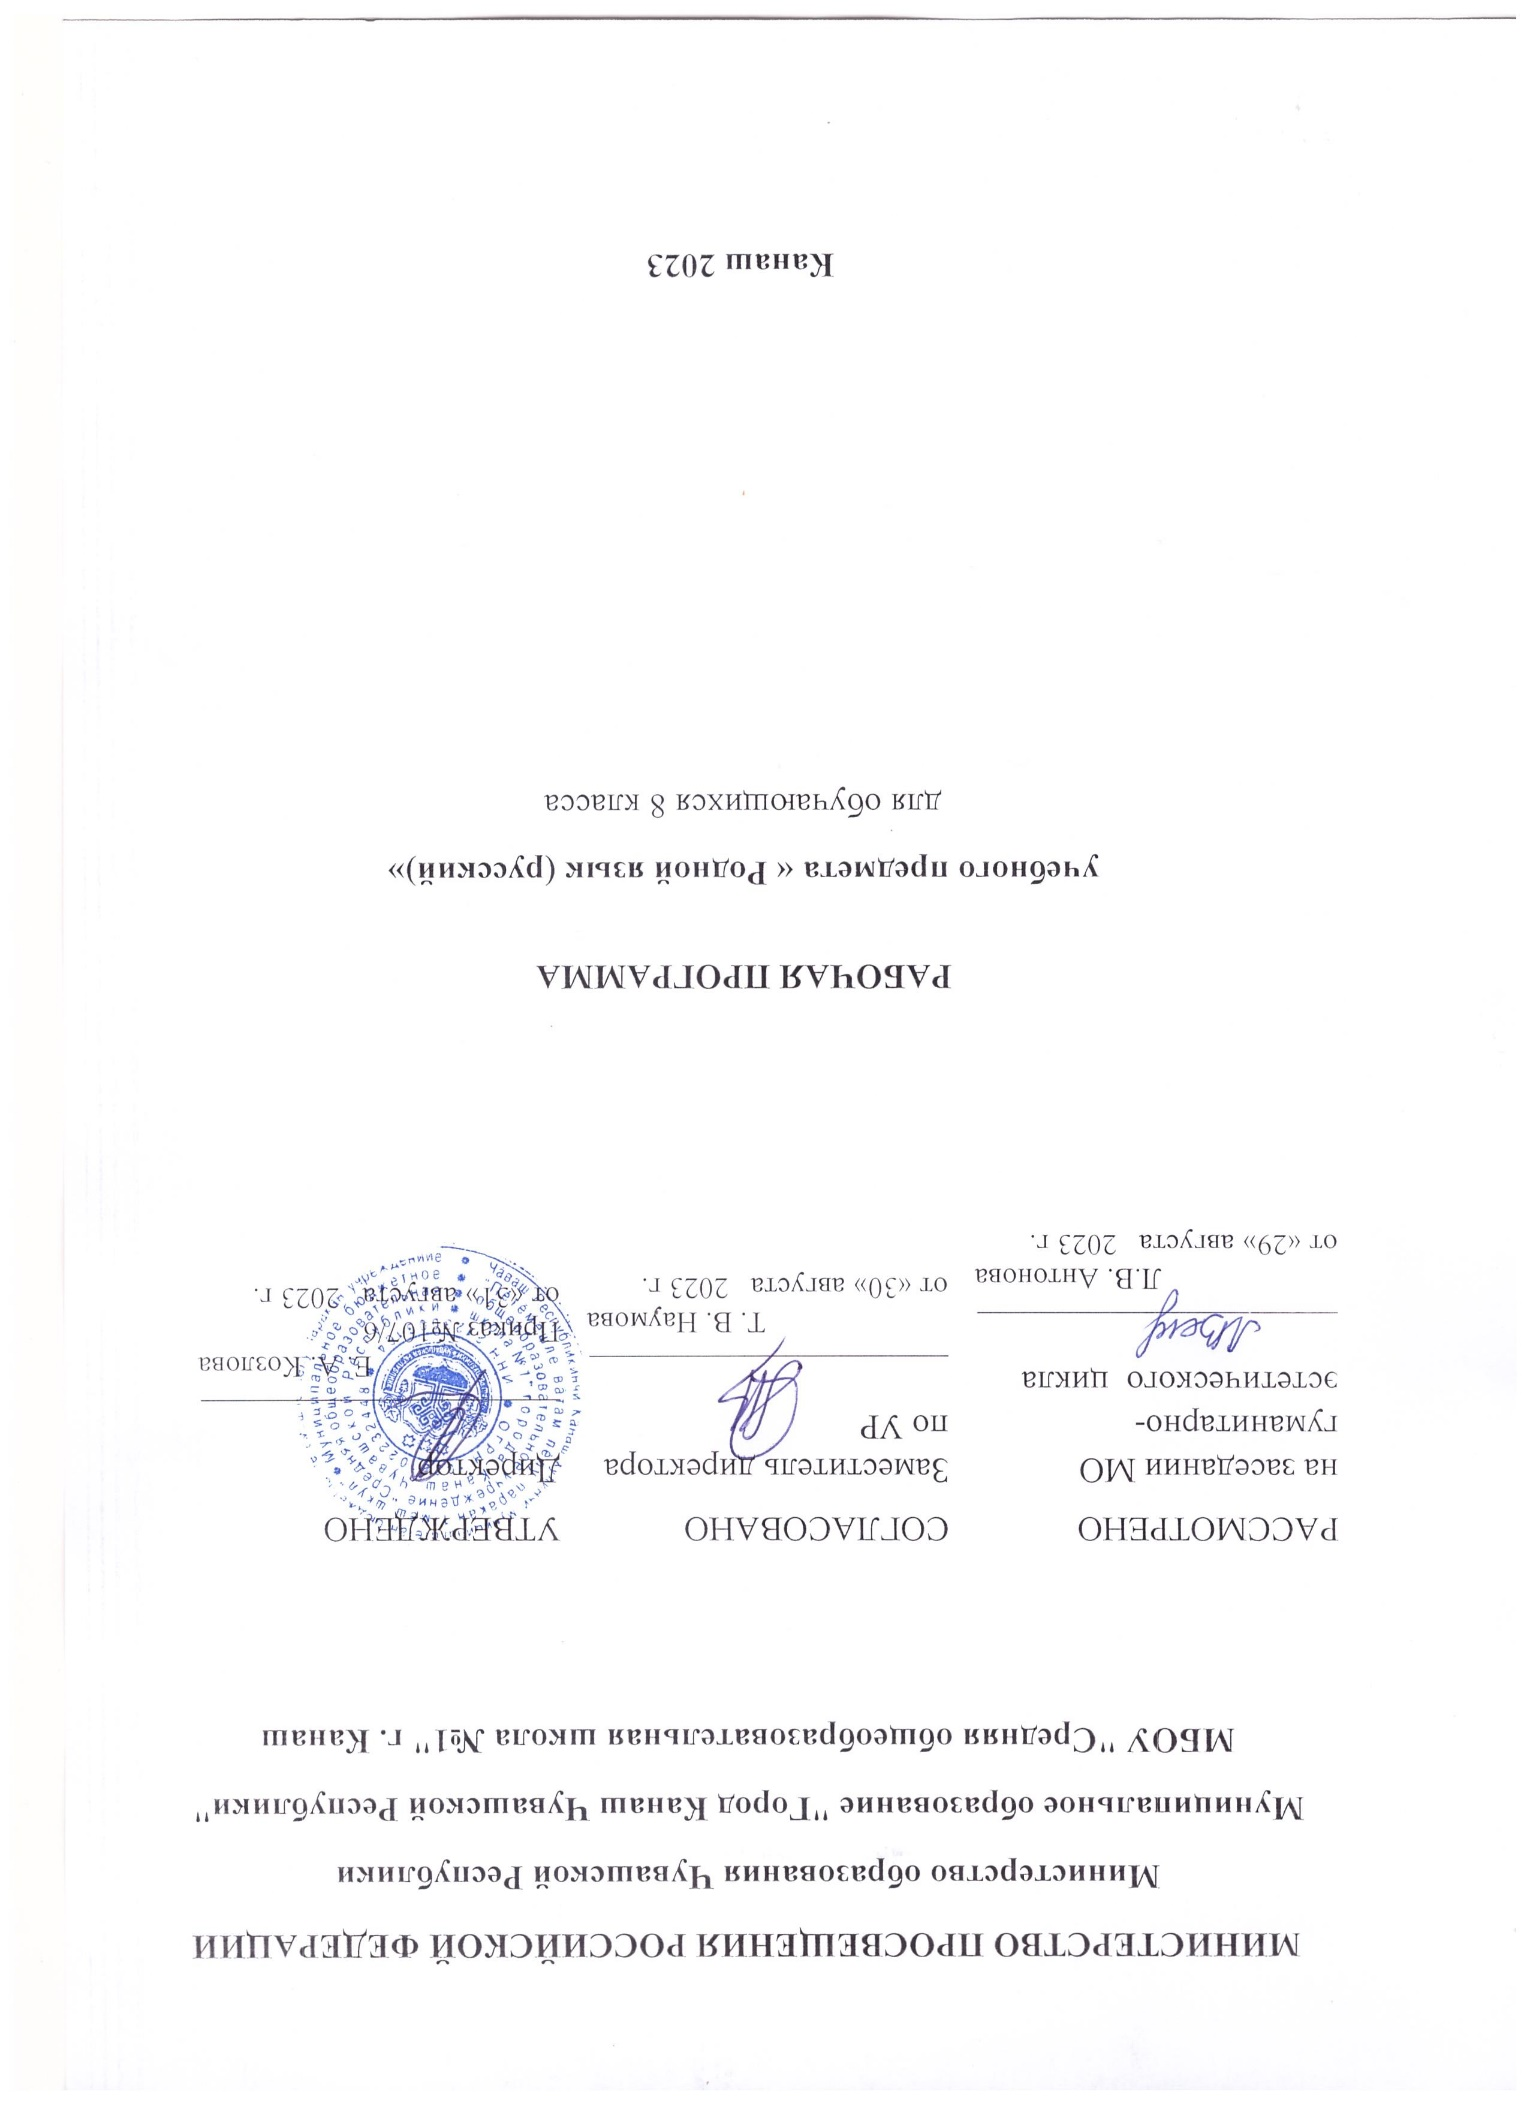 МИНИСТЕРСТВО ПРОСВЕЩЕНИЯ РОССИЙСКОЙ ФЕДЕРАЦИИ
Министерство образования Чувашской Республики
Муниципальное образование "Город Канаш Чувашской Республики"
МБОУ "Средняя общеобразовательная школа №1" г. Канаш
РАССМОТРЕНО
на заседании МО
гуманитарно-
эстетического цикла
Л.В. Антонова
от «29» августа 2023 г.
СОГЛАСОВАНО
Заместитель директора
по УР
Т. В. Наумова
от «30» августа 2023 г.
УТВЕРЖДЕНО
Директор
Е. А. Козлова
Приказ №107/6
от «31» августа 2023 г.
РАБОЧАЯ ПРОГРАММА
учебного предмета « Родной язык (русский)»
для обучающихся 8 класса
Канаш 2023